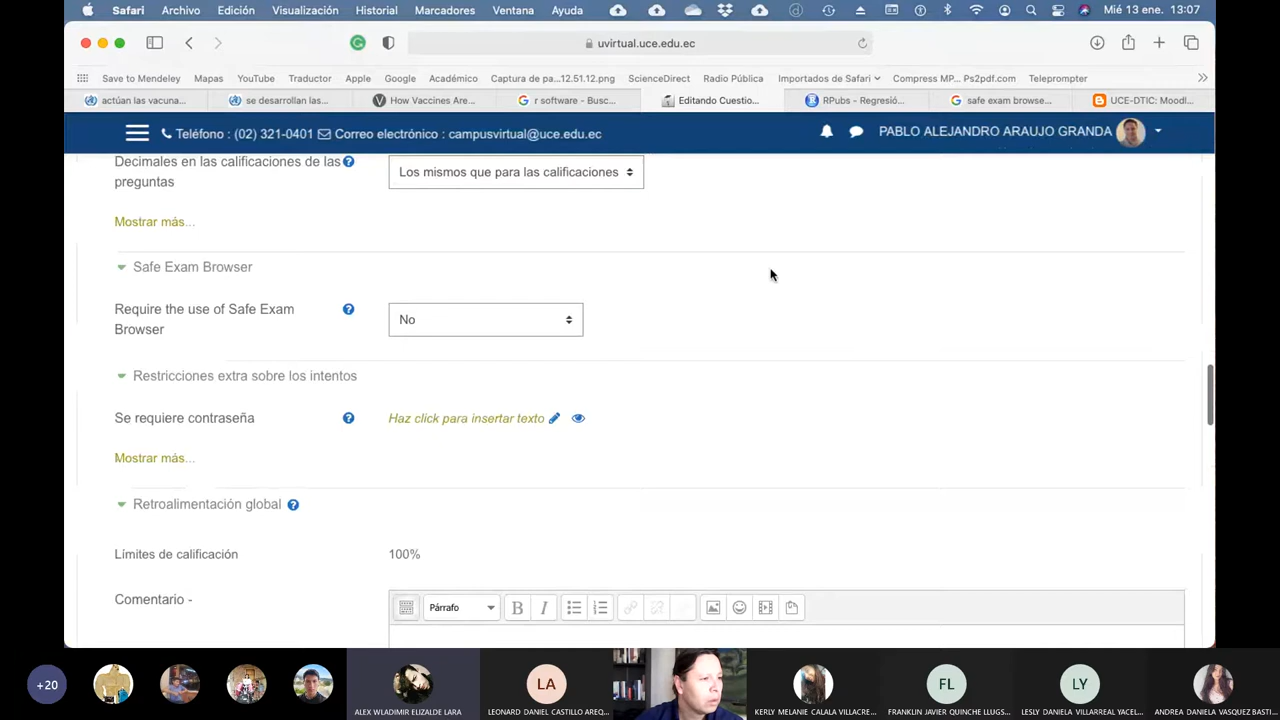 Safari Archivo Edición Visualización Historial Marcadores Ventana Ayuda Mié 13 ene. 13:07
uvirtual.uce.edu.ec
Save to Mendeley Mapas YouTube Traductor Apple Google Académico Captura de pa...12.51.12.png ScienceDirect Radio Pública Importados de Safari Compress MP... Ps2pdf.com Teleprompter
actúan las vacuna... se desarrollan las... How Vaccines Are... r software - Busc... Editando Cuestio... RPubs - Regresió... safe exam browse... UCE-DTIC: Moodl...
Teléfono : (02) 321-0401 Correo electrónico : campusvirtual@uce.edu.ec PABLO ALEJANDRO ARAUJO GRANDA
Decimales en las calificaciones de las
preguntas
Los mismos que para las calificaciones
Mostrar más...
Safe Exam Browser
Require the use of Safe Exam
Browser
No
Restricciones extra sobre los intentos
Se requiere contraseña Haz click para insertar texto
Mostrar más...
Retroalimentación global
Límites de calificación 100%
Comentario -
Párrafo B I
+20 LA FL LY
ALEX WLADIMIR ELIZALDE LARA LEONARD DANIEL CASTILLO AREQ... KERLY MELANIE CALALA VILLACRE... FRANKLIN JAVIER QUINCHE LLUGS... LESLY DANIELA VILLARREAL YACEL... ANDREA DANIELA VASQUEZ BASTI...